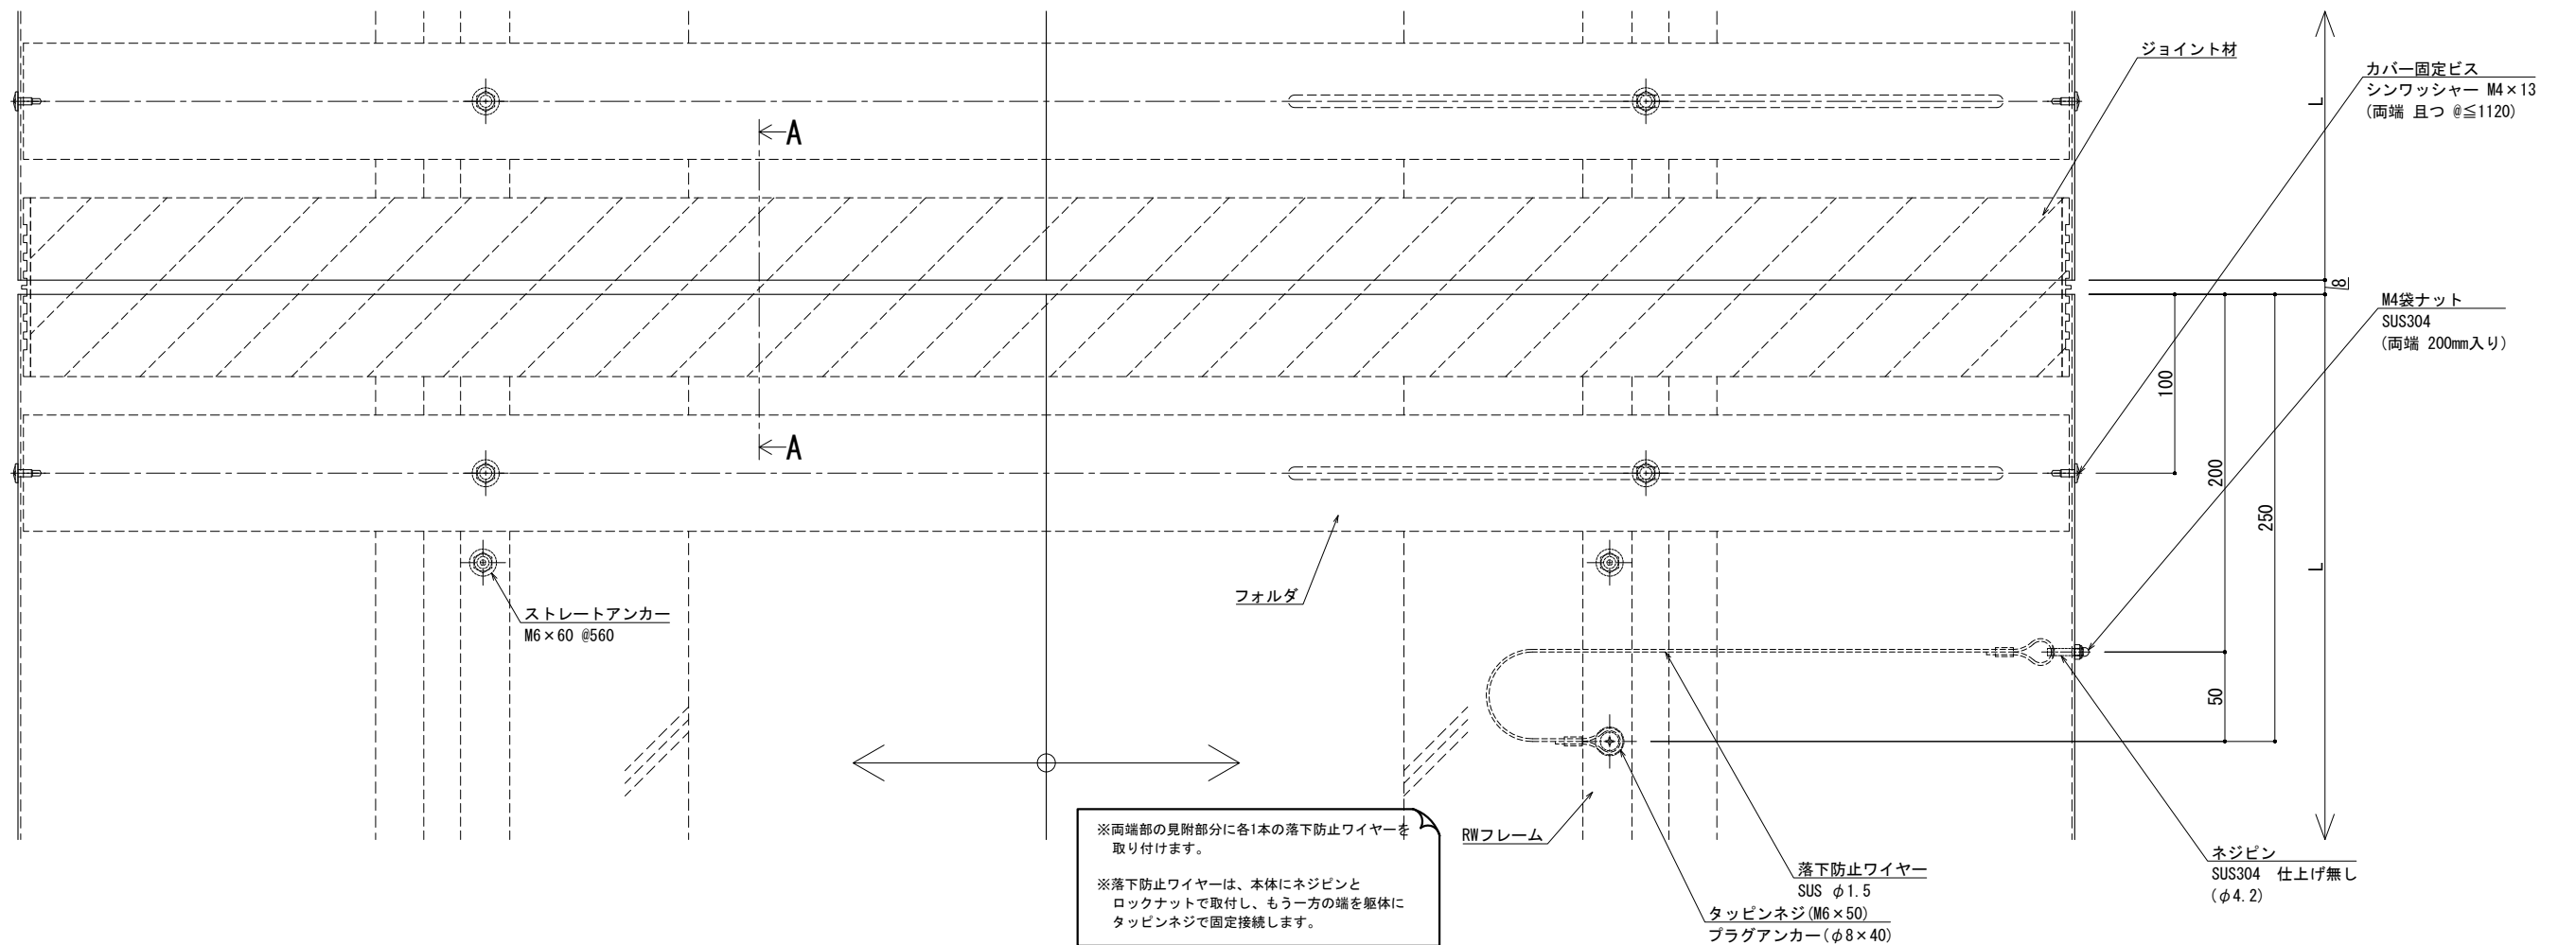 ジョイント材
カバー固定ビス
シンワッシャー M4×13
(両端 且つ @≦1120)
L
A
8
M4袋ナット
SUS304
(両端 200mm入り)
100
A
200
250
L
フォルダ
ストレートアンカー
M6×60 @560
50
※両端部の見附部分に各1本の落下防止ワイヤーを
取り付けます。
※落下防止ワイヤーは、本体にネジピンと
ロックナットで取付し、もう一方の端を躯体に
タッピンネジで固定接続します。
RWフレーム
落下防止ワイヤー
SUS φ1.5
タッピンネジ(M6×50)
プラグアンカー(φ8×40)
ネジピン
SUS304 仕上げ無し
(φ4.2)